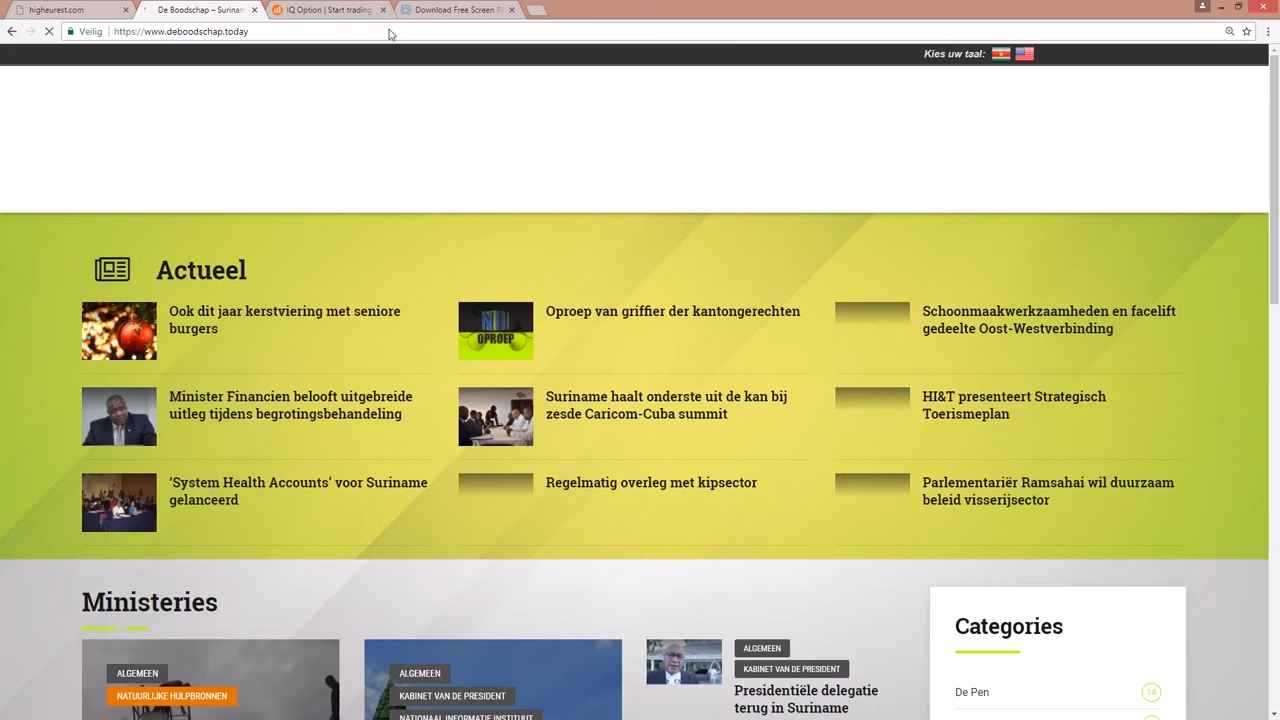 higheurest.com
De Boodschap – Surinam
IQ Option | Start trading
Download Free Screen R
Veilig
https://www.deboodschap.today
Kies uw taal:
Actueel
Ook dit jaar kerstviering met seniore
burgers
Oproep van griffier der kantongerechten
OPROEP
Schoonmaakwerkzaamheden en facelift
gedeelte Oost-Westverbinding
Minister Financien belooft uitgebreide
uitleg tijdens begrotingsbehandeling
Suriname haalt onderste uit de kan bij
zesde Caricom-Cuba summit
HI&T presenteert Strategisch
Toerismeplan
‘System Health Accounts’ voor Suriname
gelanceerd
Regelmatig overleg met kipsector
Parlementariër Ramsahai wil duurzaam
beleid visserijsector
Ministeries
ALGEMEEN
NATUURLIJKE HULPBRONNEN
ALGEMEEN
KABINET VAN DE PRESIDENT
NATIONAAL INFORMATIE INSTITUUT
ALGEMEEN
KABINET VAN DE PRESIDENT
Presidentiële delegatie
terug in Suriname
Categories
De Pen
14